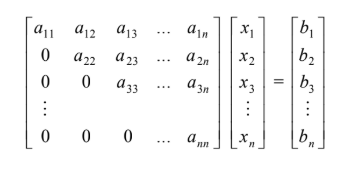 a₁₁ a₁₂ a₁₃ … a₁ₙ x₁ b₁
0 a₂₂ a₂₃ … a₂ₙ x₂ b₂
0 0 a₃₃ … a₃ₙ x₃ = b₃
⋮ ⋮ ⋮
0 0 0 … aₙₙ xₙ bₙ